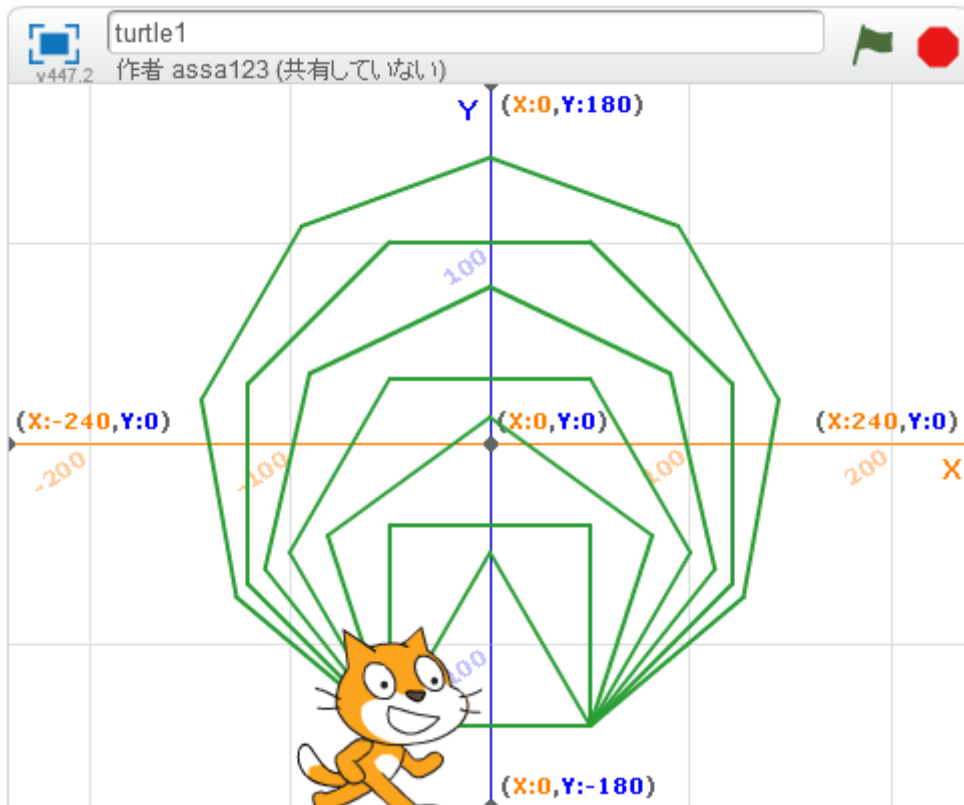 turtle1
v447.2
作者 assa123 (共有していない)
Y
(X:0,Y:180)
100
(X:-240,Y:0)
(X:0,Y:0)
(X:240,Y:0)
-200
-100
100
200
X
-100
(X:0,Y:-180)